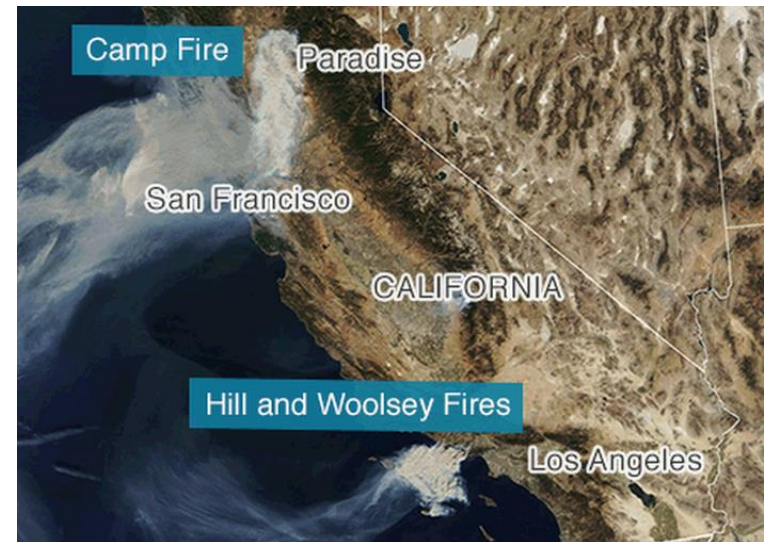 Camp Fire
Paradise
San Francisco
CALIFORNIA
Hill and Woolsey Fires
Los Angeles